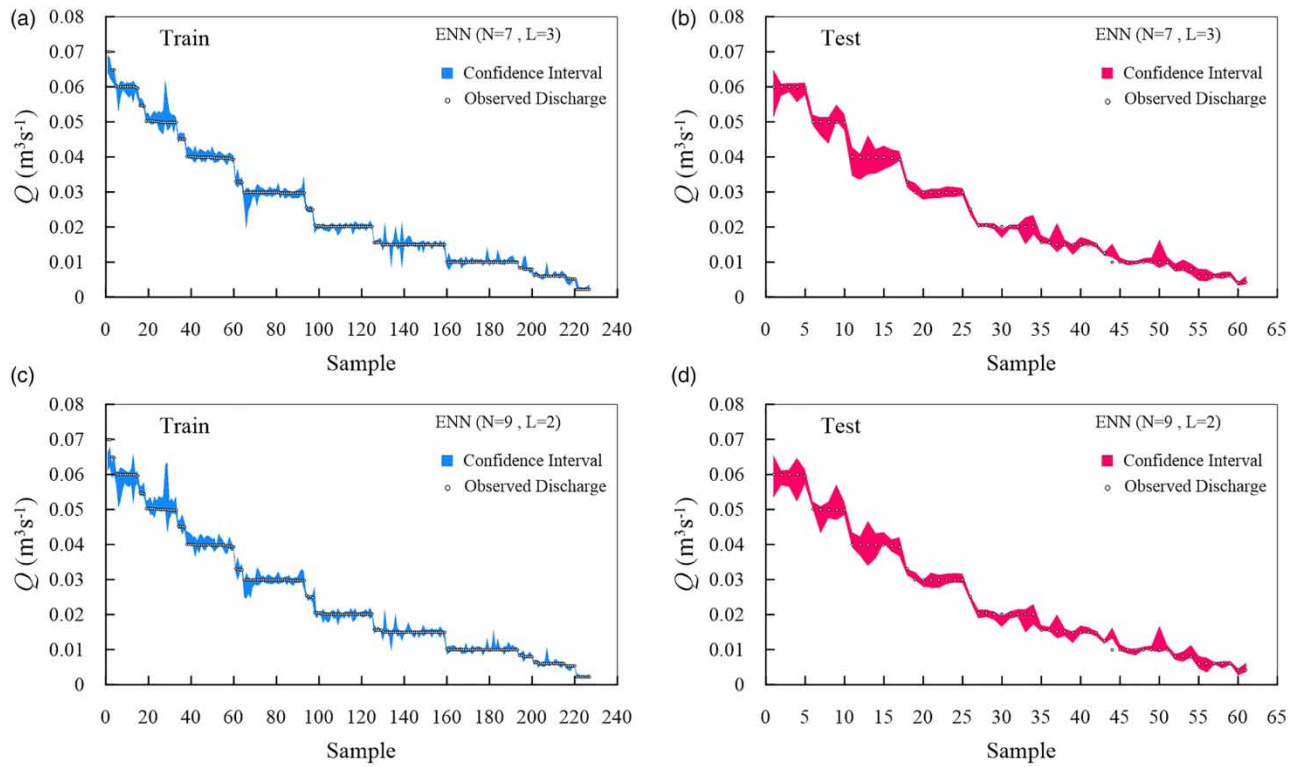 (a)
Train
ENN (N=7 , L=3)
Confidence Interval
Observed Discharge
Q (m³s⁻¹)
0.08
0.07
0.06
0.05
0.04
0.03
0.02
0.01
0
0 20 40 60 80 100 120 140 160 180 200 220 240
Sample
(b)
Test
ENN (N=7 , L=3)
Confidence Interval
Observed Discharge
Q (m³s⁻¹)
0.08
0.07
0.06
0.05
0.04
0.03
0.02
0.01
0
0 5 10 15 20 25 30 35 40 45 50 55 60 65
Sample
(c)
Train
ENN (N=9 , L=2)
Confidence Interval
Observed Discharge
Q (m³s⁻¹)
0.08
0.07
0.06
0.05
0.04
0.03
0.02
0.01
0
0 20 40 60 80 100 120 140 160 180 200 220 240
Sample
(d)
Test
ENN (N=9 , L=2)
Confidence Interval
Observed Discharge
Q (m³s⁻¹)
0.08
0.07
0.06
0.05
0.04
0.03
0.02
0.01
0
0 5 10 15 20 25 30 35 40 45 50 55 60 65
Sample